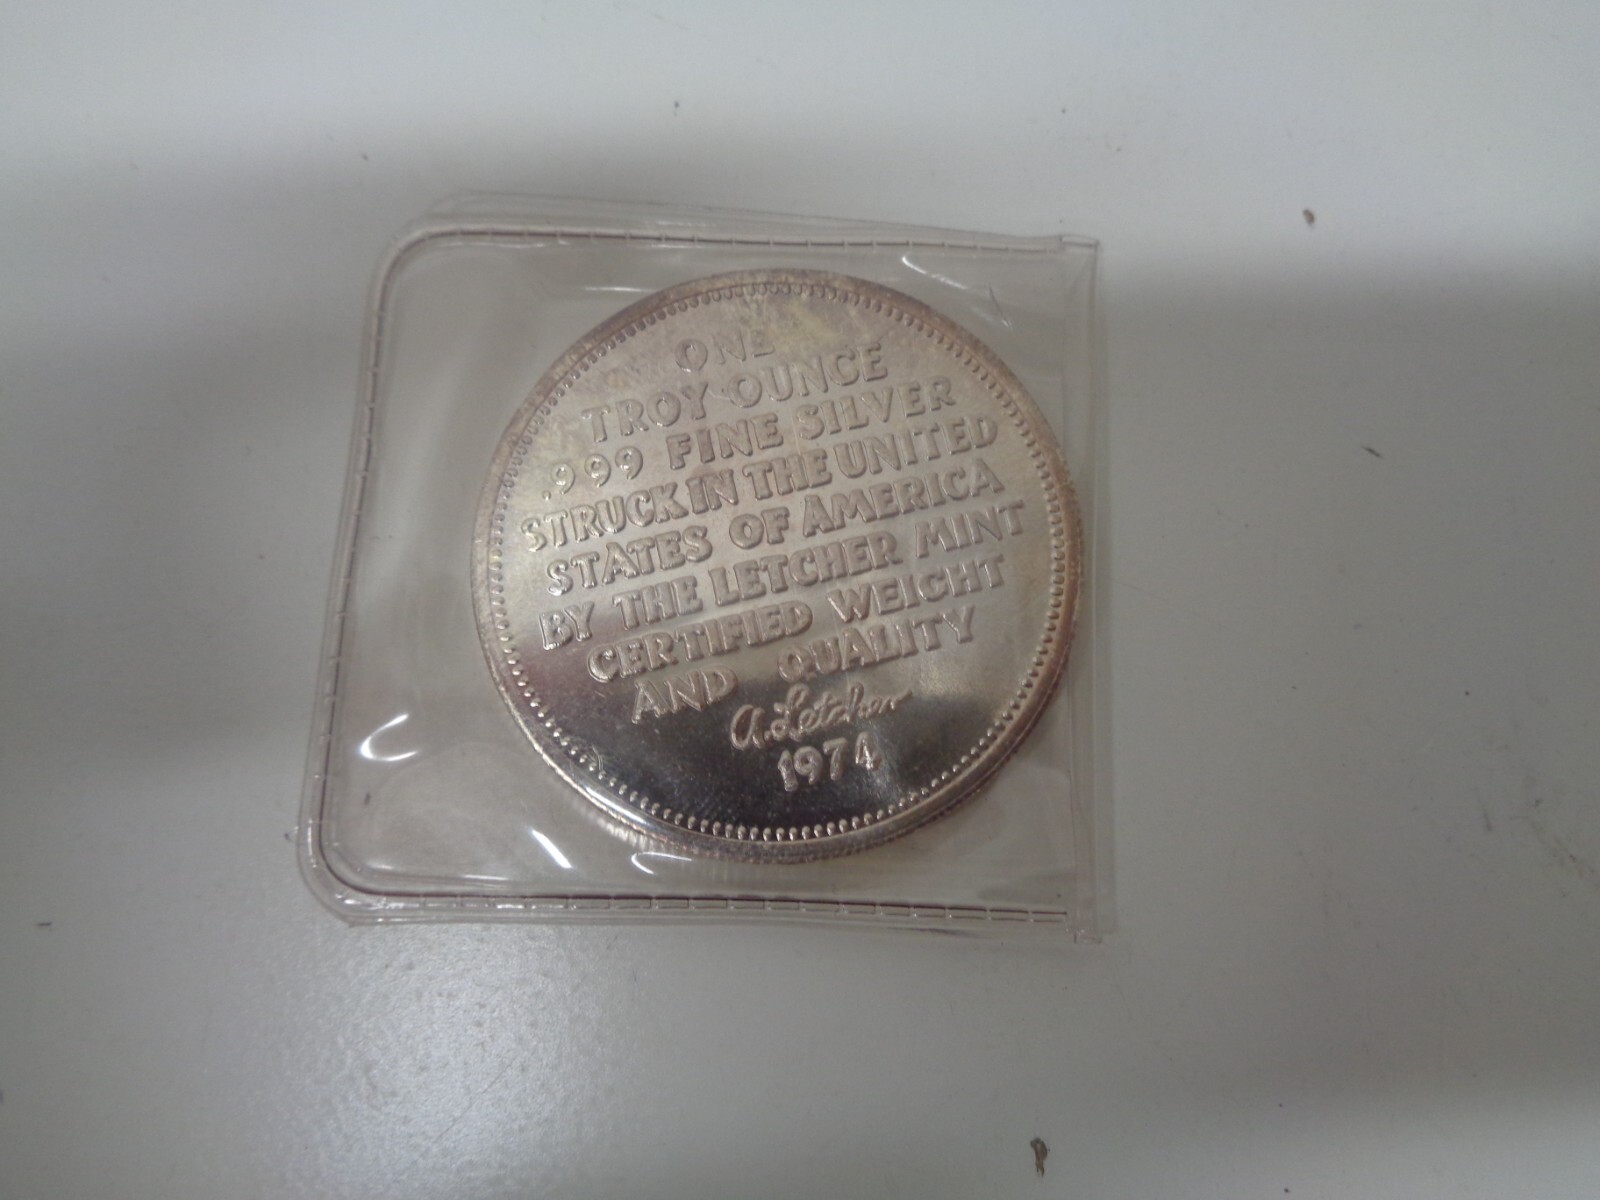 ONE
TROY OUNCE
.999 FINE SILVER
STRUCK IN THE UNITED
STATES OF AMERICA
BY THE LETCHER MINT
CERTIFIED WEIGHT
AND QUALITY
A. Letcher
1974